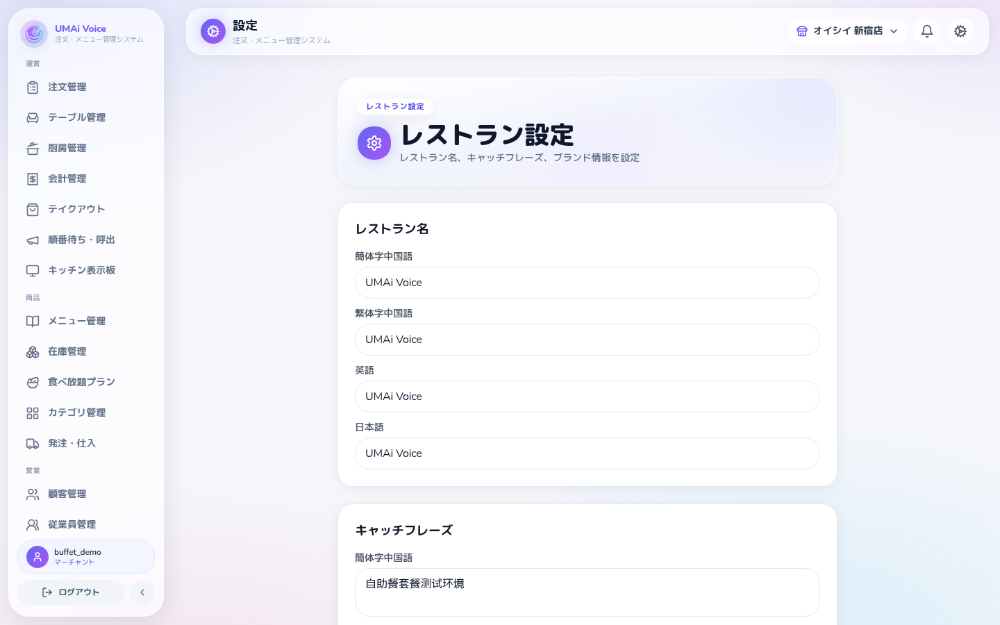 UMAi Voice
注文・メニュー管理システム
運営
注文管理
テーブル管理
厨房管理
会計管理
テイクアウト
順番待ち・呼出
キッチン表示板
商品
メニュー管理
在庫管理
食べ放題プラン
カテゴリ管理
発注・仕入
営業
顧客管理
従業員管理
buffet_demo
マーチャント
ログアウト
設定
注文・メニュー管理システム
オイシイ 新宿店
レストラン設定
レストラン設定
レストラン名、キャッチフレーズ、ブランド情報を設定
レストラン名
簡体字中国語
UMAi Voice
繁体字中国語
UMAi Voice
英語
UMAi Voice
日本語
UMAi Voice
キャッチフレーズ
簡体字中国語
自助餐套餐测试环境